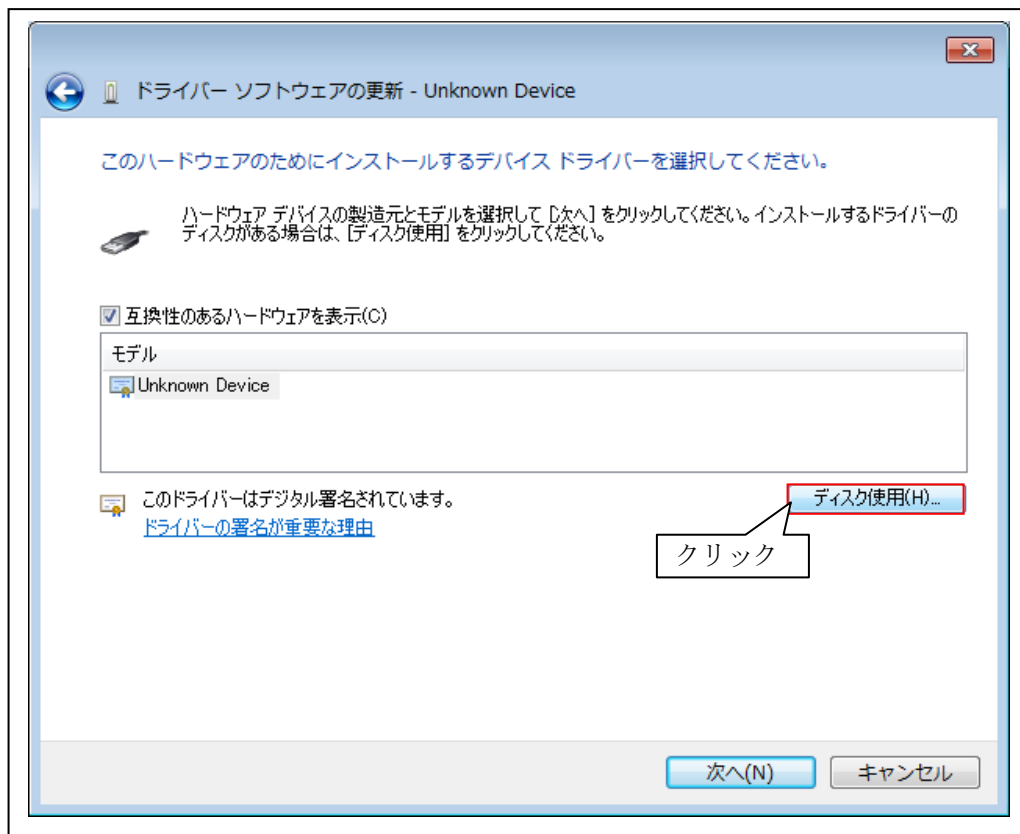 ドライバー ソフトウェアの更新 - Unknown Device
このハードウェアのためにインストールするデバイス ドライバーを選択してください。
ハードウェア デバイスの製造元とモデルを選択して [次へ] をクリックしてください。インストールするドライバーの
ディスクがある場合は、[ディスク使用] をクリックしてください。
互換性のあるハードウェアを表示(C)
モデル
Unknown Device
このドライバーはデジタル署名されています。
ディスク使用(H)...
ドライバーの署名が重要な理由
クリック
次へ(N)
キャンセル